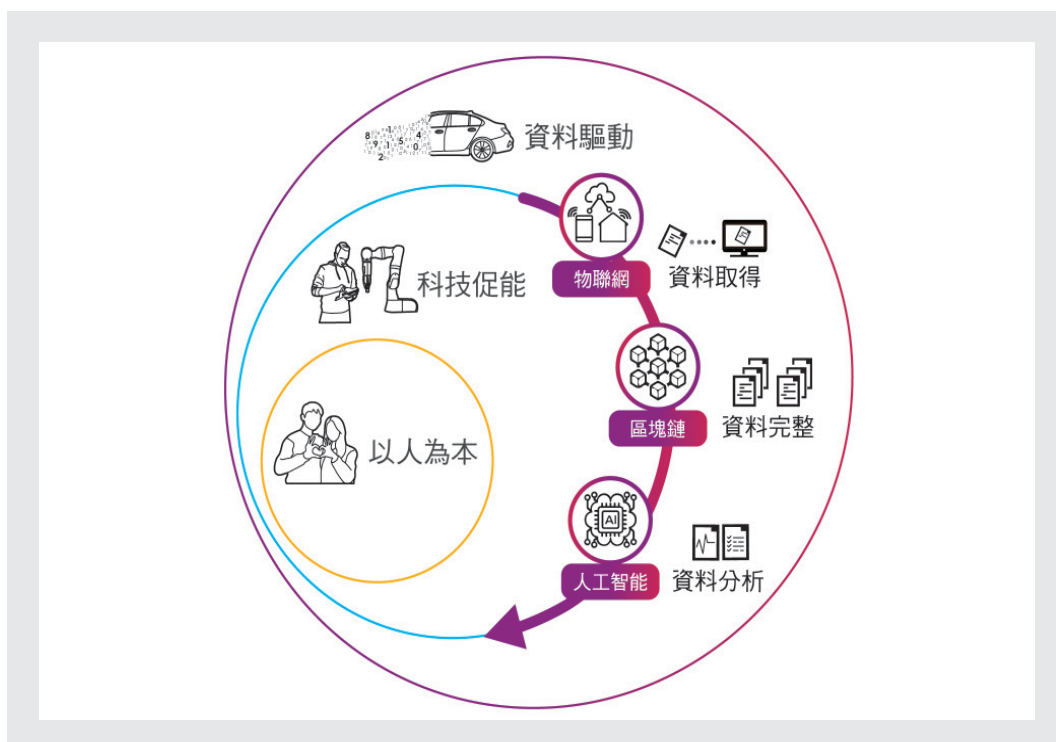 資料驅動
物聯網
資料取得
科技促能
區塊鏈
資料完整
以人為本
AI
人工智能
資料分析